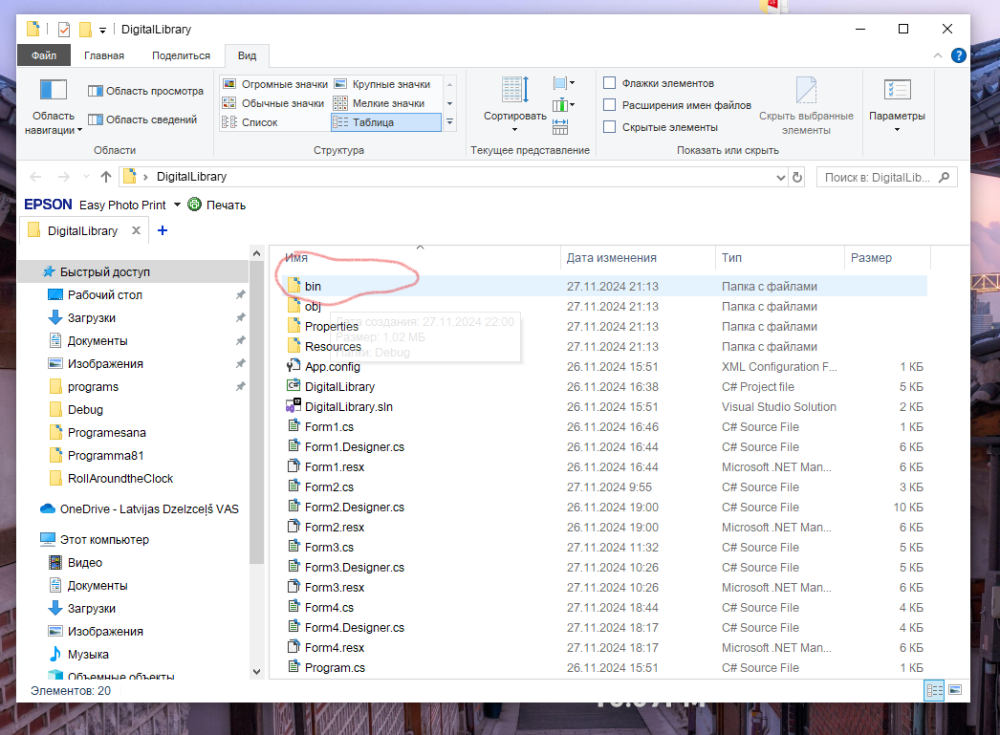 DigitalLibrary
Файл Главная Поделиться Вид
Область навигации
Область просмотра
Область сведений
Области
Огромные значки Крупные значки
Обычные значки Мелкие значки
Список Таблица
Структура
Сортировать
Текущее представление
Флажки элементов
Расширения имен файлов
Скрытые элементы
Скрыть выбранные элементы
Показать или скрыть
Параметры
DigitalLibrary
Поиск в: DigitalLib...
EPSON Easy Photo Print Печать
DigitalLibrary
Быстрый доступ
Рабочий стол
Загрузки
Документы
Изображения
programs
Debug
Programesana
Programma81
RollAroundtheClock
OneDrive - Latvijas Dzelzceļš VAS
Этот компьютер
Видео
Документы
Загрузки
Изображения
Музыка
Объемные объекты
Имя Дата изменения Тип Размер
bin 27.11.2024 21:13 Папка с файлами
obj 27.11.2024 21:13 Папка с файлами
Properties 27.11.2024 21:13 Папка с файлами
Resources 27.11.2024 21:13 Папка с файлами
App.config 26.11.2024 15:51 XML Configuration F... 1 КБ
DigitalLibrary 26.11.2024 16:38 C# Project file 5 КБ
DigitalLibrary.sln 26.11.2024 15:51 Visual Studio Solution 2 КБ
Form1.cs 26.11.2024 16:46 C# Source File 1 КБ
Form1.Designer.cs 26.11.2024 16:44 C# Source File 6 КБ
Form1.resx 26.11.2024 16:44 Microsoft .NET Man... 6 КБ
Form2.cs 27.11.2024 9:55 C# Source File 3 КБ
Form2.Designer.cs 26.11.2024 19:00 C# Source File 10 КБ
Form2.resx 26.11.2024 19:00 Microsoft .NET Man... 6 КБ
Form3.cs 27.11.2024 11:32 C# Source File 5 КБ
Form3.Designer.cs 27.11.2024 10:26 C# Source File 5 КБ
Form3.resx 27.11.2024 10:26 Microsoft .NET Man... 6 КБ
Form4.cs 27.11.2024 18:44 C# Source File 4 КБ
Form4.Designer.cs 27.11.2024 18:17 C# Source File 6 КБ
Form4.resx 27.11.2024 18:17 Microsoft .NET Man... 6 КБ
Program.cs 26.11.2024 15:51 C# Source File 1 КБ
Дата создания: 27.11.2024 22:00
Размер: 1,02 МБ
Папки: Debug
Элементов: 20